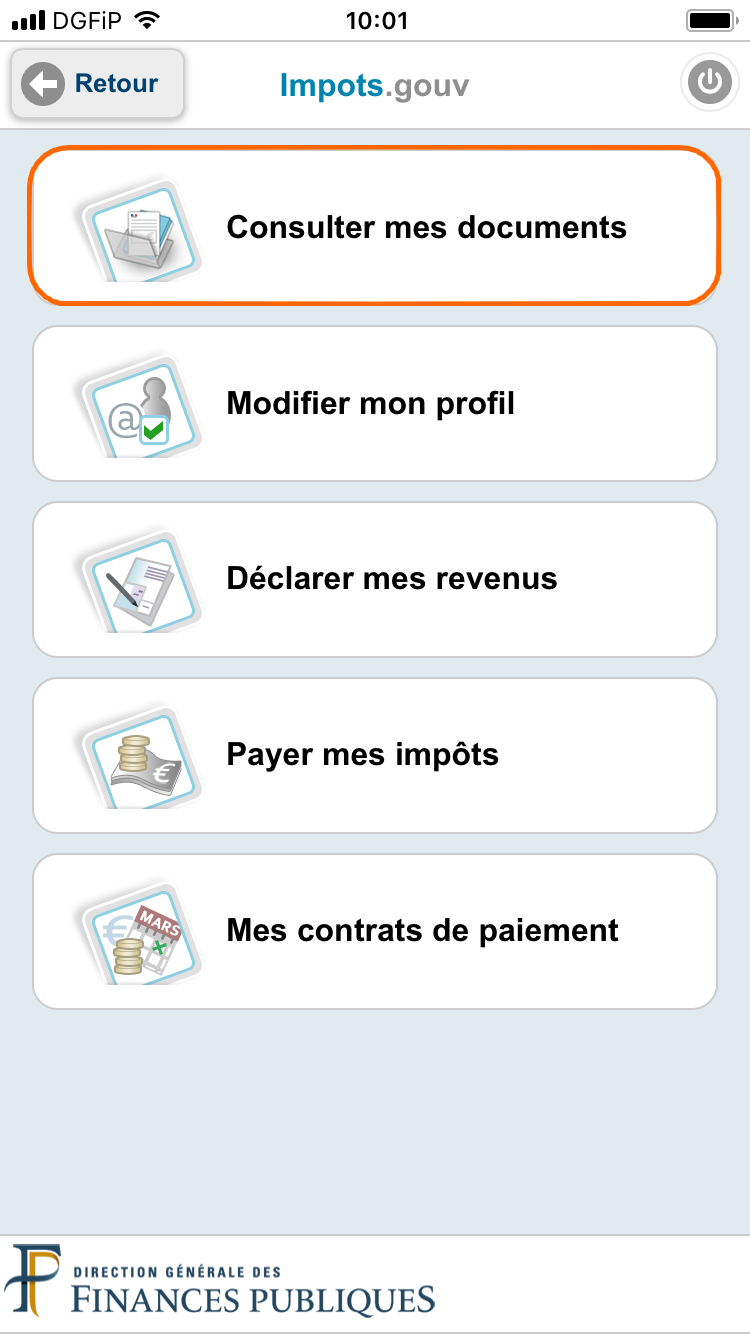 DGFiP 10:01
Retour
Impots.gouv
Consulter mes documents
@
Modifier mon profil
Déclarer mes revenus
€
Payer mes impôts
€ MARS
Mes contrats de paiement
DIRECTION GÉNÉRALE DES
FINANCES PUBLIQUES